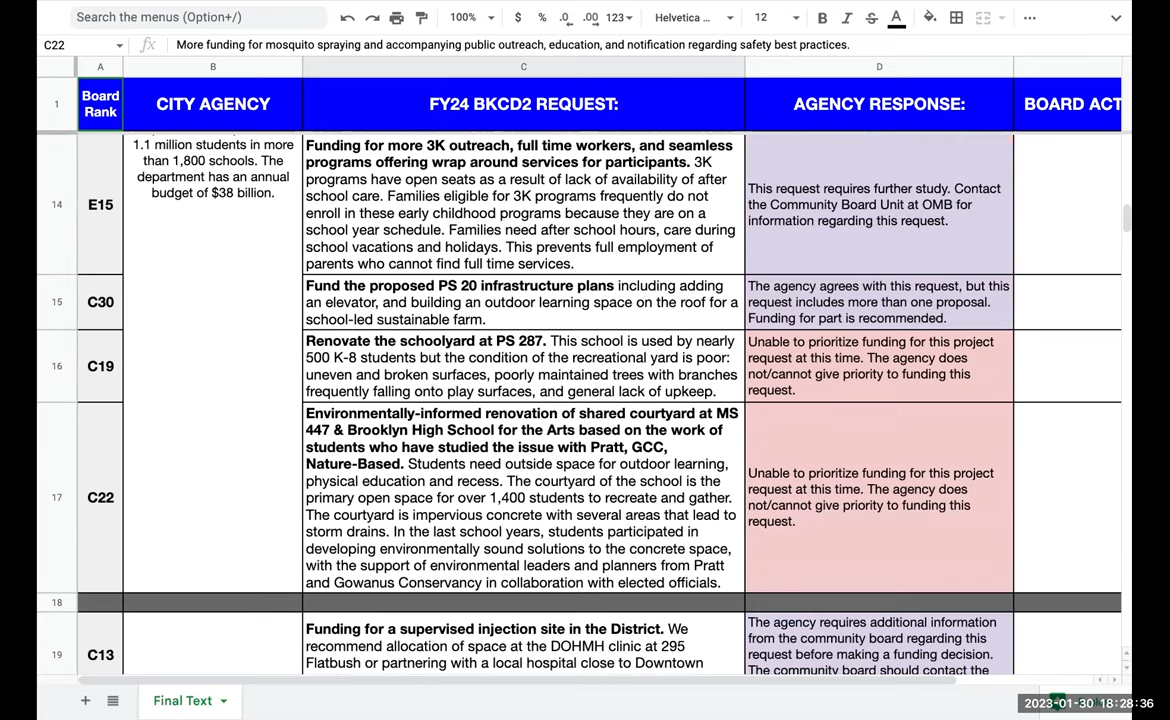 Search the menus (Option+/)
100%
$ % .0 .00 123
Helvetica ...
12
B I S A
C22
fx
More funding for mosquito spraying and accompanying public outreach, education, and notification regarding safety best practices.
A B C D
1
Board
Rank
CITY AGENCY
FY24 BKCD2 REQUEST:
AGENCY RESPONSE:
BOARD ACT
1.1 million students in more
than 1,800 schools. The
department has an annual
budget of $38 billion.
14
E15
Funding for more 3K outreach, full time workers, and seamless
programs offering wrap around services for participants. 3K
programs have open seats as a result of lack of availability of after
school care. Families eligible for 3K programs frequently do not
enroll in these early childhood programs because they are on a
school year schedule. Families need after school hours, care during
school vacations and holidays. This prevents full employment of
parents who cannot find full time services.
This request requires further study. Contact
the Community Board Unit at OMB for
information regarding this request.
15
C30
Fund the proposed PS 20 infrastructure plans including adding
an elevator, and building an outdoor learning space on the roof for a
school-led sustainable farm.
The agency agrees with this request, but this
request includes more than one proposal.
Funding for part is recommended.
16
C19
Renovate the schoolyard at PS 287. This school is used by nearly
500 K-8 students but the condition of the recreational yard is poor:
uneven and broken surfaces, poorly maintained trees with branches
frequently falling onto play surfaces, and general lack of upkeep.
Unable to prioritize funding for this project
request at this time. The agency does
not/cannot give priority to funding this
request.
17
C22
Environmentally-informed renovation of shared courtyard at MS
447 & Brooklyn High School for the Arts based on the work of
students who have studied the issue with Pratt, GCC,
Nature-Based. Students need outside space for outdoor learning,
physical education and recess. The courtyard of the school is the
primary open space for over 1,400 students to recreate and gather.
The courtyard is impervious concrete with several areas that lead to
storm drains. In the last school years, students participated in
developing environmentally sound solutions to the concrete space,
with the support of environmental leaders and planners from Pratt
and Gowanus Conservancy in collaboration with elected officials.
Unable to prioritize funding for this project
request at this time. The agency does
not/cannot give priority to funding this
request.
18
19
C13
Funding for a supervised injection site in the District. We
recommend allocation of space at the DOHMH clinic at 295
Flatbush or partnering with a local hospital close to Downtown
The agency requires additional information
from the community board regarding this
request before making a funding decision.
The community board should contact the
Final Text
2023-01-30 18:28:36